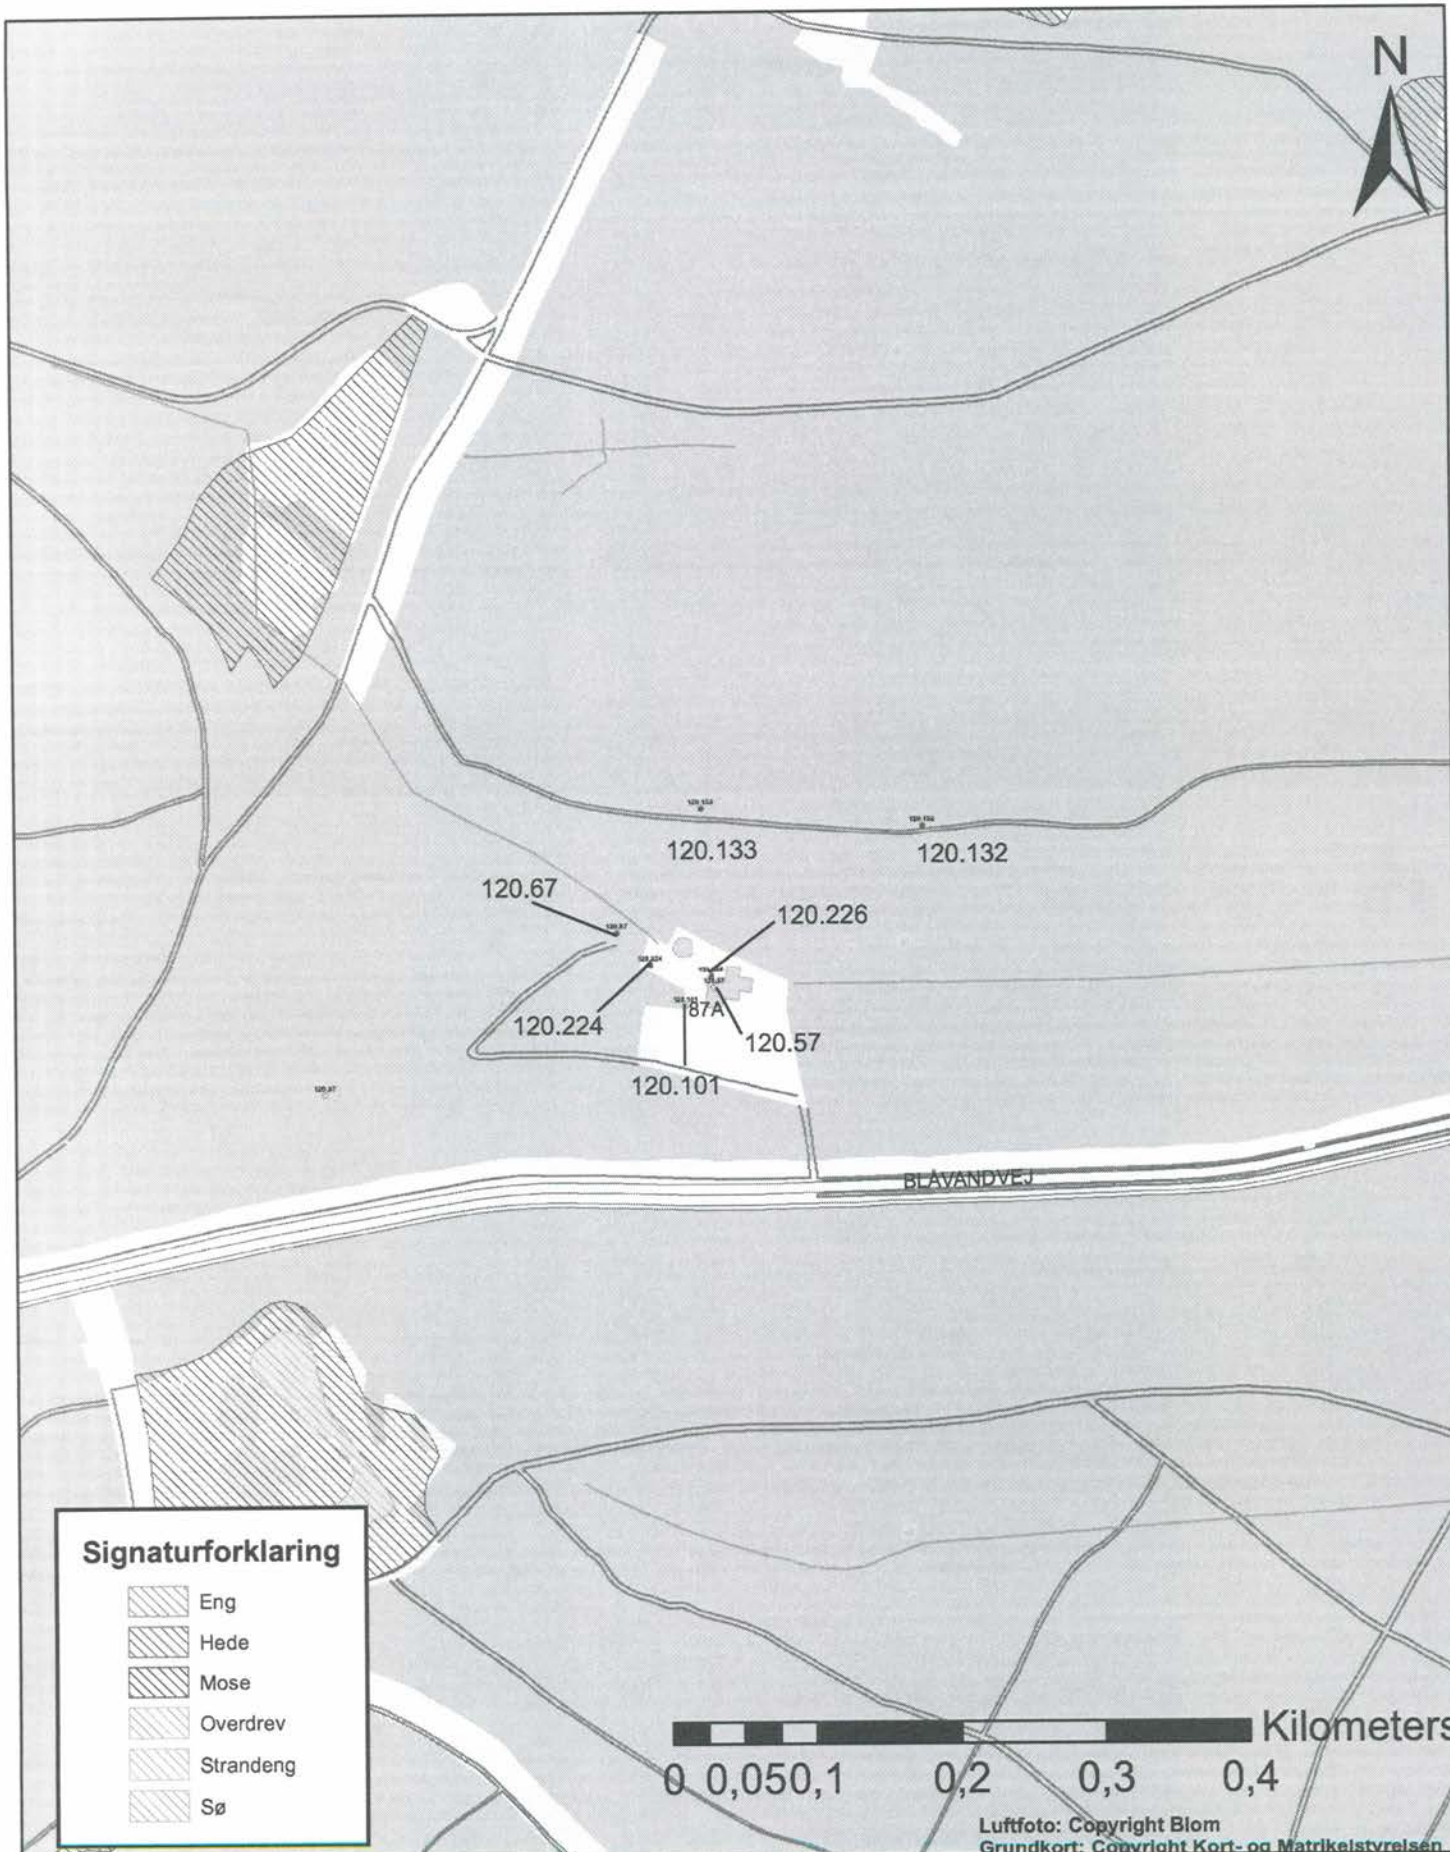 N
120.133
120.132
120.67
120.226
120.224
87A
120.57
120.101
BLÅVANDVEJ
Signaturforklaring
Eng
Hede
Mose
Overdrev
Strandeng
Sø
Kilometers
0 0,05 0,1 0,2 0,3 0,4
Luftfoto: Copyright Blom
Grundkort: Copyright Kort- og Matrikelstyrelsen